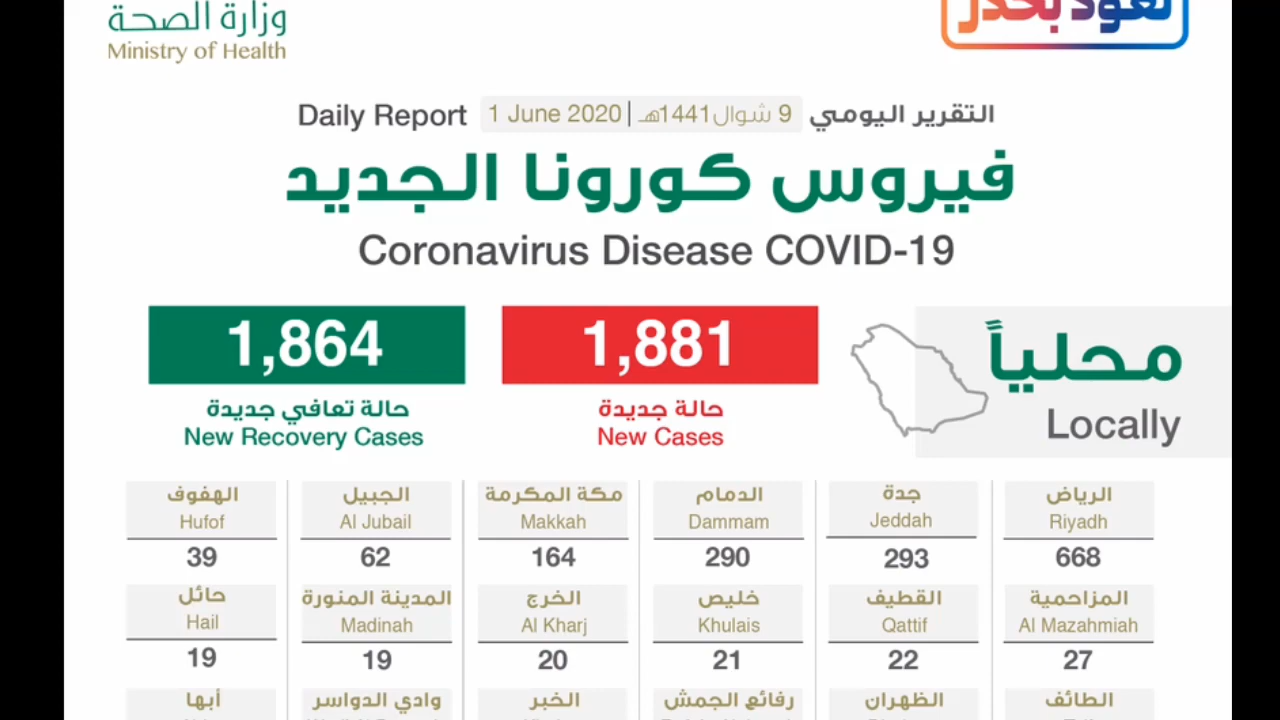 وزارة الصحة
Ministry of Health
نعود بحذر
Daily Report 1 June 2020 | 9 شوال 1441هـ التقرير اليومي
فيروس كورونا الجديد
Coronavirus Disease COVID-19
محلياً
Locally
1,881
حالة جديدة
New Cases
1,864
حالة تعافي جديدة
New Recovery Cases
الرياض جدة الدمام مكة المكرمة الجبيل الهفوف
Riyadh Jeddah Dammam Makkah Al Jubail Hufof
668 293 290 164 62 39
المزاحمية القطيف خليص الخرج المدينة المنورة حائل
Al Mazahmiah Qattif Khulais Al Kharj Madinah Hail
27 22 21 20 19 19
الطائف الظهران رفائع الجمش الخبر وادي الدواسر أبها